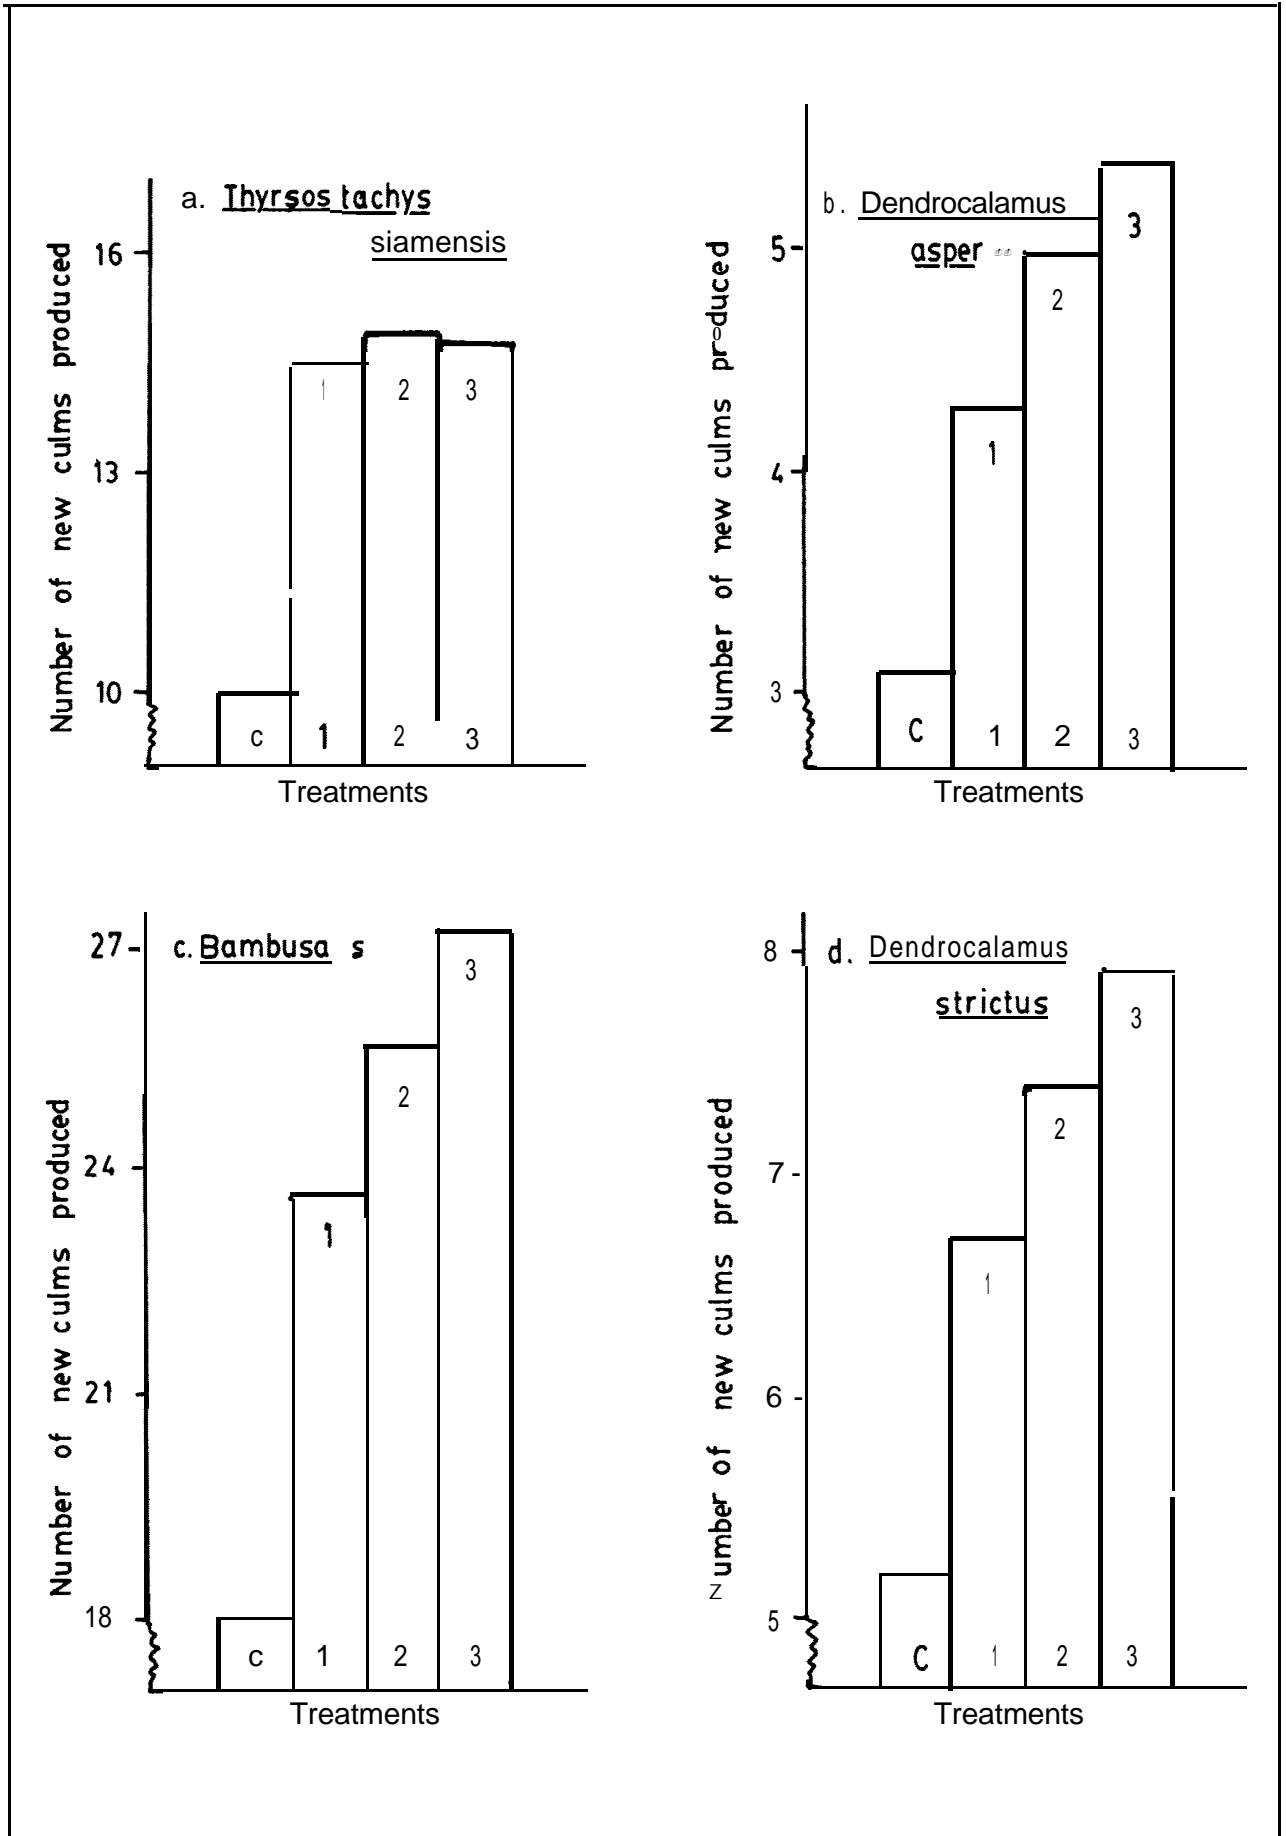 a. Thyrsos tachys
siamensis
Number of new culms produced
16
13
10
1 2 3
c 1 2 3
Treatments
b. Dendrocalamus
asper
Number of new culms produced
5
4
3
3
2
1
C 1 2 3
Treatments
c. Bambusa s
Number of new culms produced
27
24
21
18
3
2
1
c 1 2 3
Treatments
d. Dendrocalamus
strictus
Zumber of new culms produced
8
7
6
5
3
2
1
C 1 2 3
Treatments